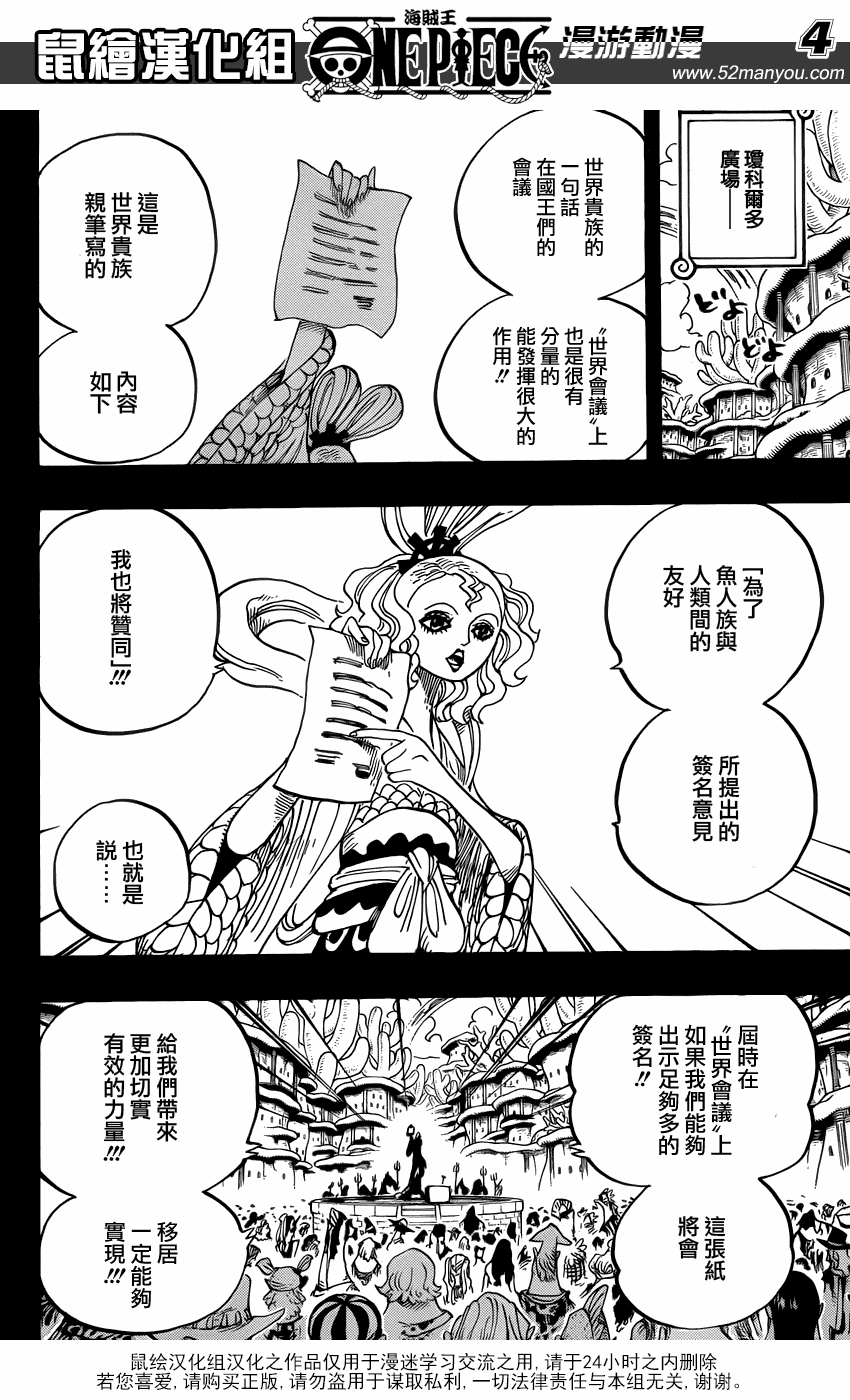 鼠繪漢化組
海賊王
ONE PIECE
漫游動漫
4
www.52manyou.com
瓊科爾多
廣場——
どよ
どよ
世界貴族的
一句話
在國王們的
會議
〝世界會議〞上
也是很有
分量的
能發揮很大的
作用!!
這是
世界貴族
親筆寫的
內容
如下
「為了
魚人族與
人類間的
友好
所提出的
簽名意見
我也將贊同」!!!
也就是
説……
屆時在
〝世界會議〞上
如果我們能夠
出示足夠多的
簽名!!
這張紙
將會
給我們帶來
更加切實
有效的力量!!!
移居
一定能夠
實現!!!
鼠绘汉化组汉化之作品仅用于漫迷学习交流之用, 请于24小时之内删除
若您喜爱, 请购买正版, 请勿盗用于谋取私利, 一切法律责任与本组无关, 谢谢。